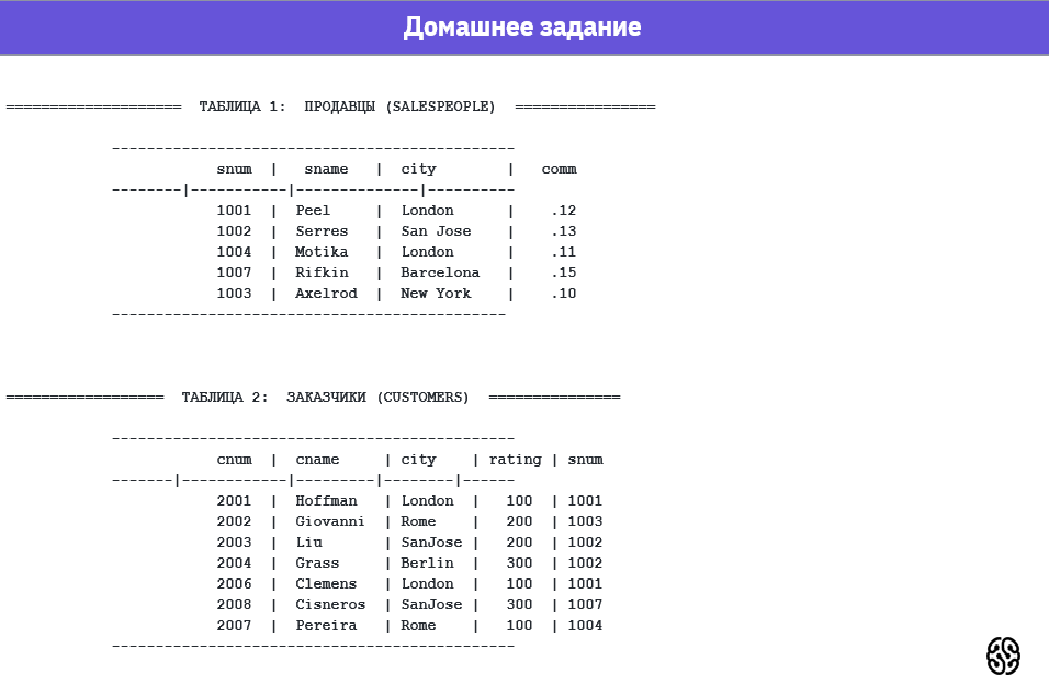 Домашнее задание
==================== ТАБЛИЦА 1: ПРОДАВЦЫ (SALESPEOPLE) ================
----------------------------------------------
snum | sname | city | comm
--------|-----------|--------------|----------
1001 | Peel | London | .12
1002 | Serres | San Jose | .13
1004 | Motika | London | .11
1007 | Rifkin | Barcelona | .15
1003 | Axelrod | New York | .10
---------------------------------------------
================== ТАБЛИЦА 2: ЗАКАЗЧИКИ (CUSTOMERS) ===============
----------------------------------------------
cnum | cname | city | rating | snum
-------|------------|---------|--------|------
2001 | Hoffman | London | 100 | 1001
2002 | Giovanni | Rome | 200 | 1003
2003 | Liu | SanJose | 200 | 1002
2004 | Grass | Berlin | 300 | 1002
2006 | Clemens | London | 100 | 1001
2008 | Cisneros | SanJose | 300 | 1007
2007 | Pereira | Rome | 100 | 1004
----------------------------------------------